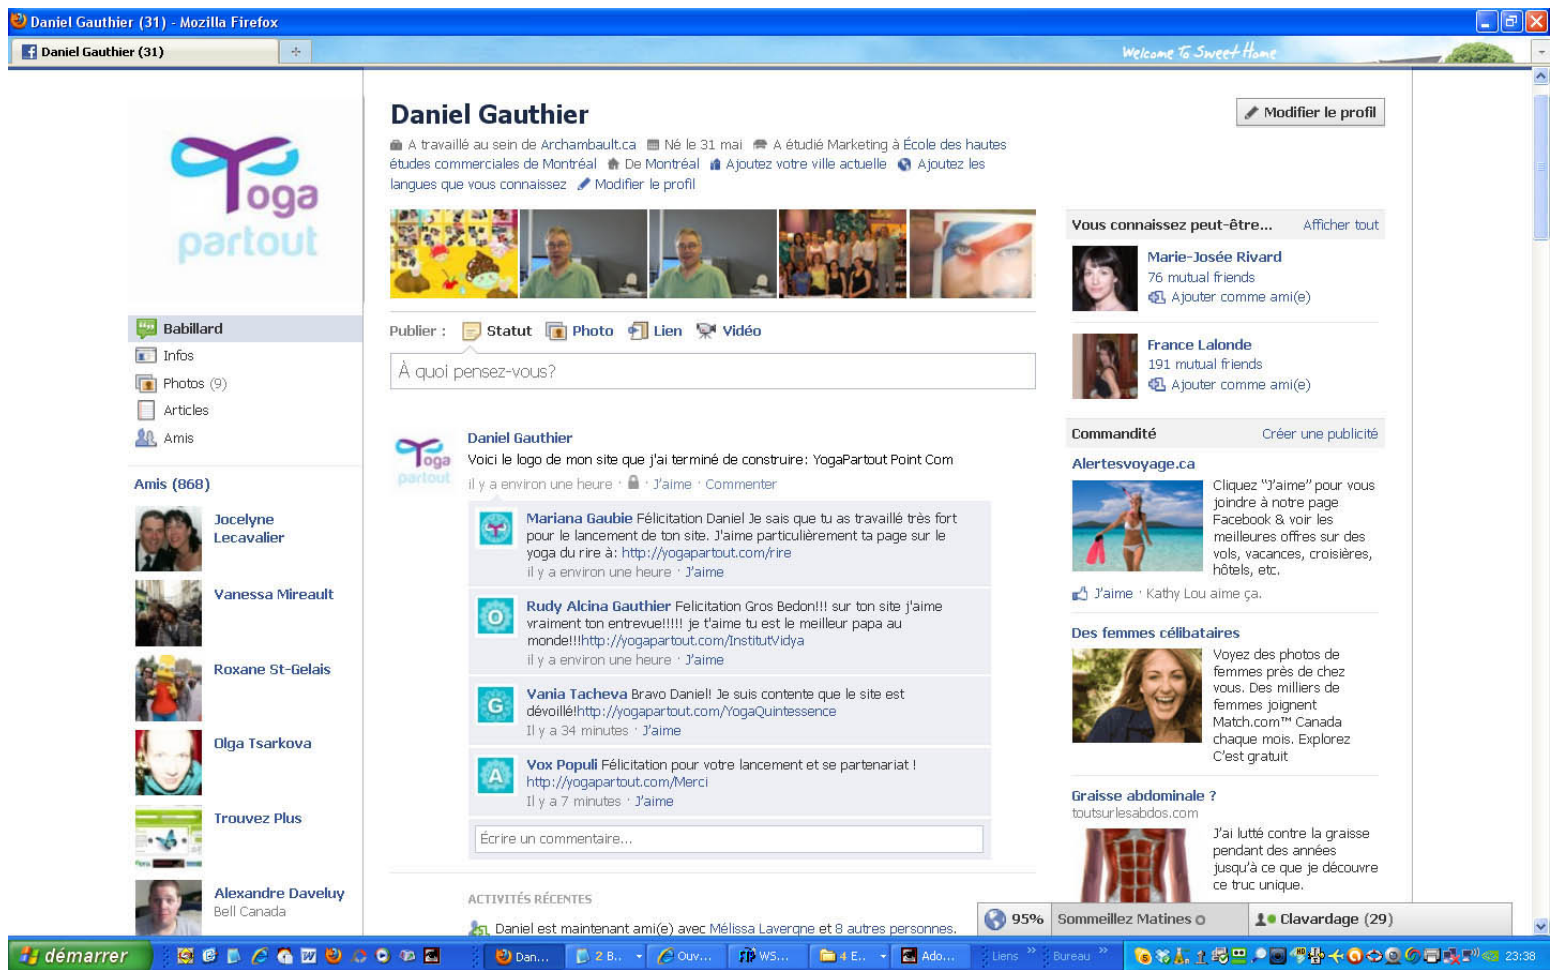 Daniel Gauthier (31) - Mozilla Firefox
Daniel Gauthier (31)
Welcome To Sweet Home
Yoga
partout
Daniel Gauthier
Modifier le profil
A travaillé au sein de Archambault.ca Né le 31 mai A étudié Marketing à École des hautes
études commerciales de Montréal De Montréal Ajoutez votre ville actuelle Ajoutez les
langues que vous connaissez Modifier le profil
Babillard
Infos
Photos (9)
Articles
Amis
Amis (868)
Jocelyne
Lecavalier
Vanessa Mireault
Roxane St-Gelais
Olga Tsarkova
Trouvez Plus
Alexandre Daveluy
Bell Canada
Publier : Statut Photo Lien Vidéo
À quoi pensez-vous?
Yoga
partout
Daniel Gauthier
Voici le logo de mon site que j'ai terminé de construire: YogaPartout Point Com
il y a environ une heure · J'aime · Commenter
Mariana Gaubie Félicitation Daniel Je sais que tu as travaillé très fort
pour le lancement de ton site. J'aime particulièrement ta page sur le
yoga du rire à: http://yogapartout.com/rire
il y a environ une heure · J'aime
O
Rudy Alcina Gauthier Felicitation Gros Bedon!!! sur ton site j'aime
vraiment ton entrevue!!!!! je t'aime tu est le meilleur papa au
monde!!!http://yogapartout.com/InstitutVidya
il y a environ une heure · J'aime
G
Vania Tacheva Bravo Daniel! Je suis contente que le site est
dévoilé!http://yogapartout.com/YogaQuintessence
Il y a 34 minutes · J'aime
A
Vox Populi Félicitation pour votre lancement et se partenariat !
http://yogapartout.com/Merci
Il y a 7 minutes · J'aime
Écrire un commentaire...
ACTIVITÉS RÉCENTES
Daniel est maintenant ami(e) avec Mélissa Lavergne et 8 autres personnes.
Vous connaissez peut-être... Afficher tout
Marie-Josée Rivard
76 mutual friends
Ajouter comme ami(e)
France Lalonde
191 mutual friends
Ajouter comme ami(e)
Commandité Créer une publicité
Alertesvoyage.ca
Cliquez "J'aime" pour vous
joindre à notre page
Facebook & voir les
meilleures offres sur des
vols, vacances, croisières,
hôtels, etc.
J'aime · Kathy Lou aime ça.
Des femmes célibataires
Voyez des photos de
femmes près de chez
vous. Des milliers de
femmes joignent
Match.com™ Canada
chaque mois. Explorez
C'est gratuit
Graisse abdominale ?
toutsurlesabdos.com
J'ai lutté contre la graisse
pendant des années
jusqu'à ce que je découvre
ce truc unique.
95% Sommeillez Matines Clavardage (29)
démarrer Dan... 2 B.. Ouv... WS... 4 E.. Ado... Liens » Bureau » 23:38